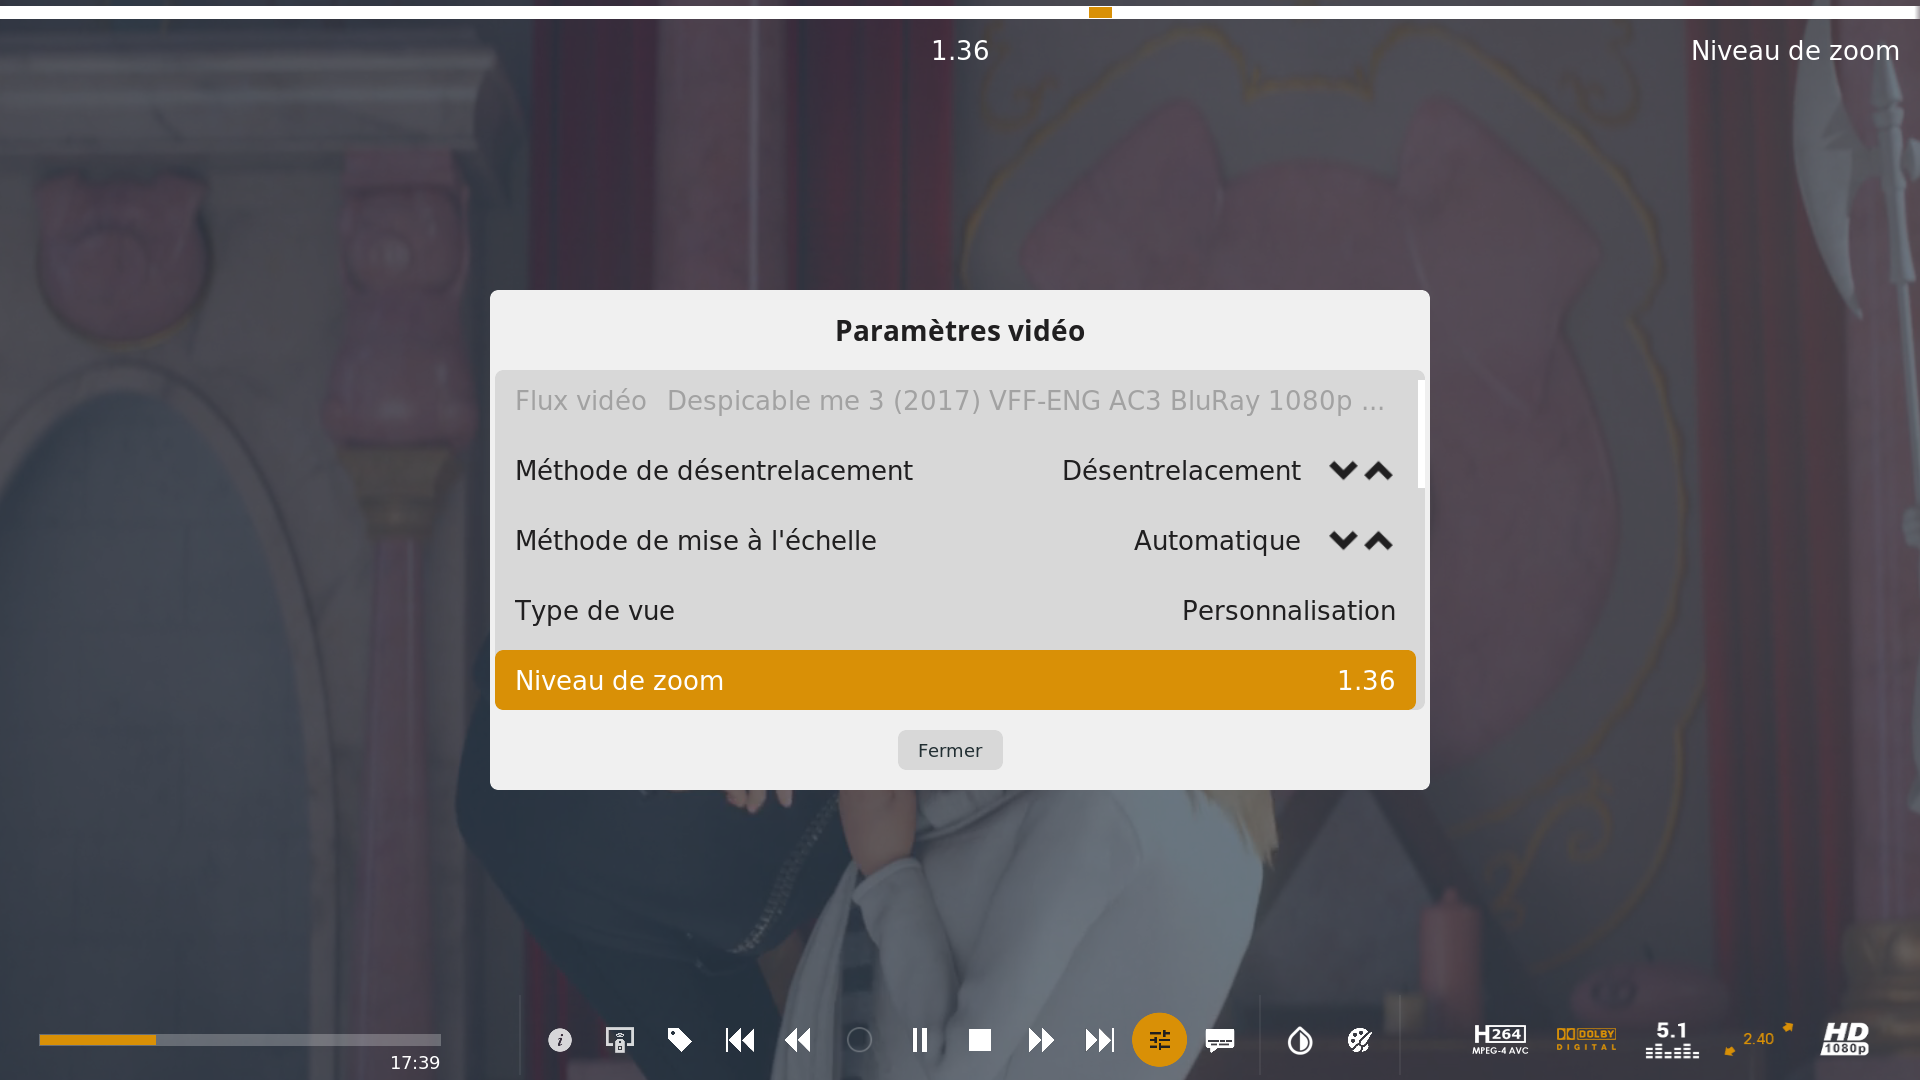 1.36
Niveau de zoom
Paramètres vidéo
Flux vidéo Despicable me 3 (2017) VFF-ENG AC3 BluRay 1080p ...
Méthode de désentrelacement Désentrelacement
Méthode de mise à l'échelle Automatique
Type de vue Personnalisation
Niveau de zoom 1.36
Fermer
17:39
H264
MPEG-4 AVC
DOLBY
DIGITAL
5.1
2.40
HD
1080p